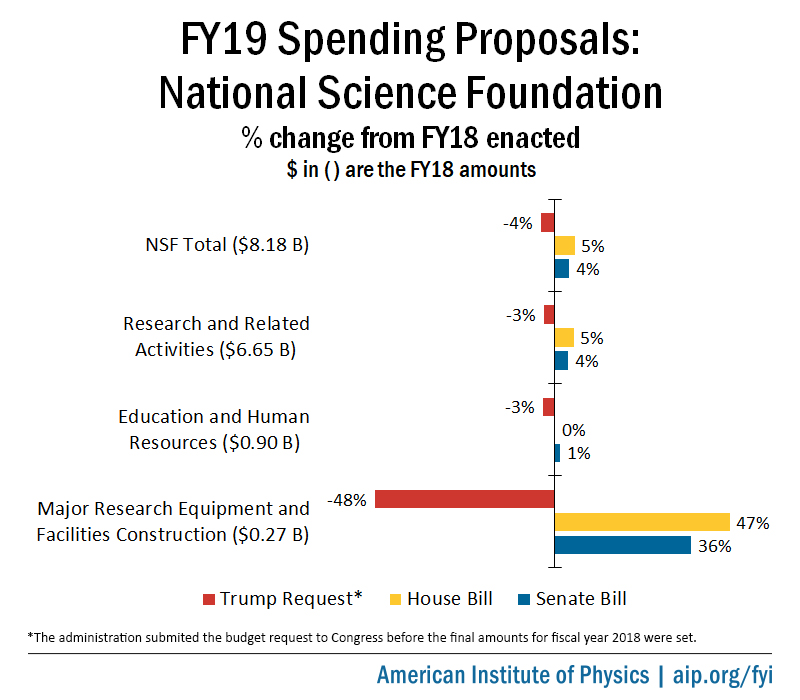 FY19 Spending Proposals:
National Science Foundation
% change from FY18 enacted
$ in ( ) are the FY18 amounts
-4%
NSF Total ($8.18 B)
5%
4%
-3%
Research and Related
Activities ($6.65 B)
5%
4%
-3%
Education and Human
Resources ($0.90 B)
0%
1%
-48%
Major Research Equipment and
Facilities Construction ($0.27 B)
47%
36%
Trump Request* House Bill Senate Bill
*The administration submited the budget request to Congress before the final amounts for fiscal year 2018 were set.
American Institute of Physics | aip.org/fyi